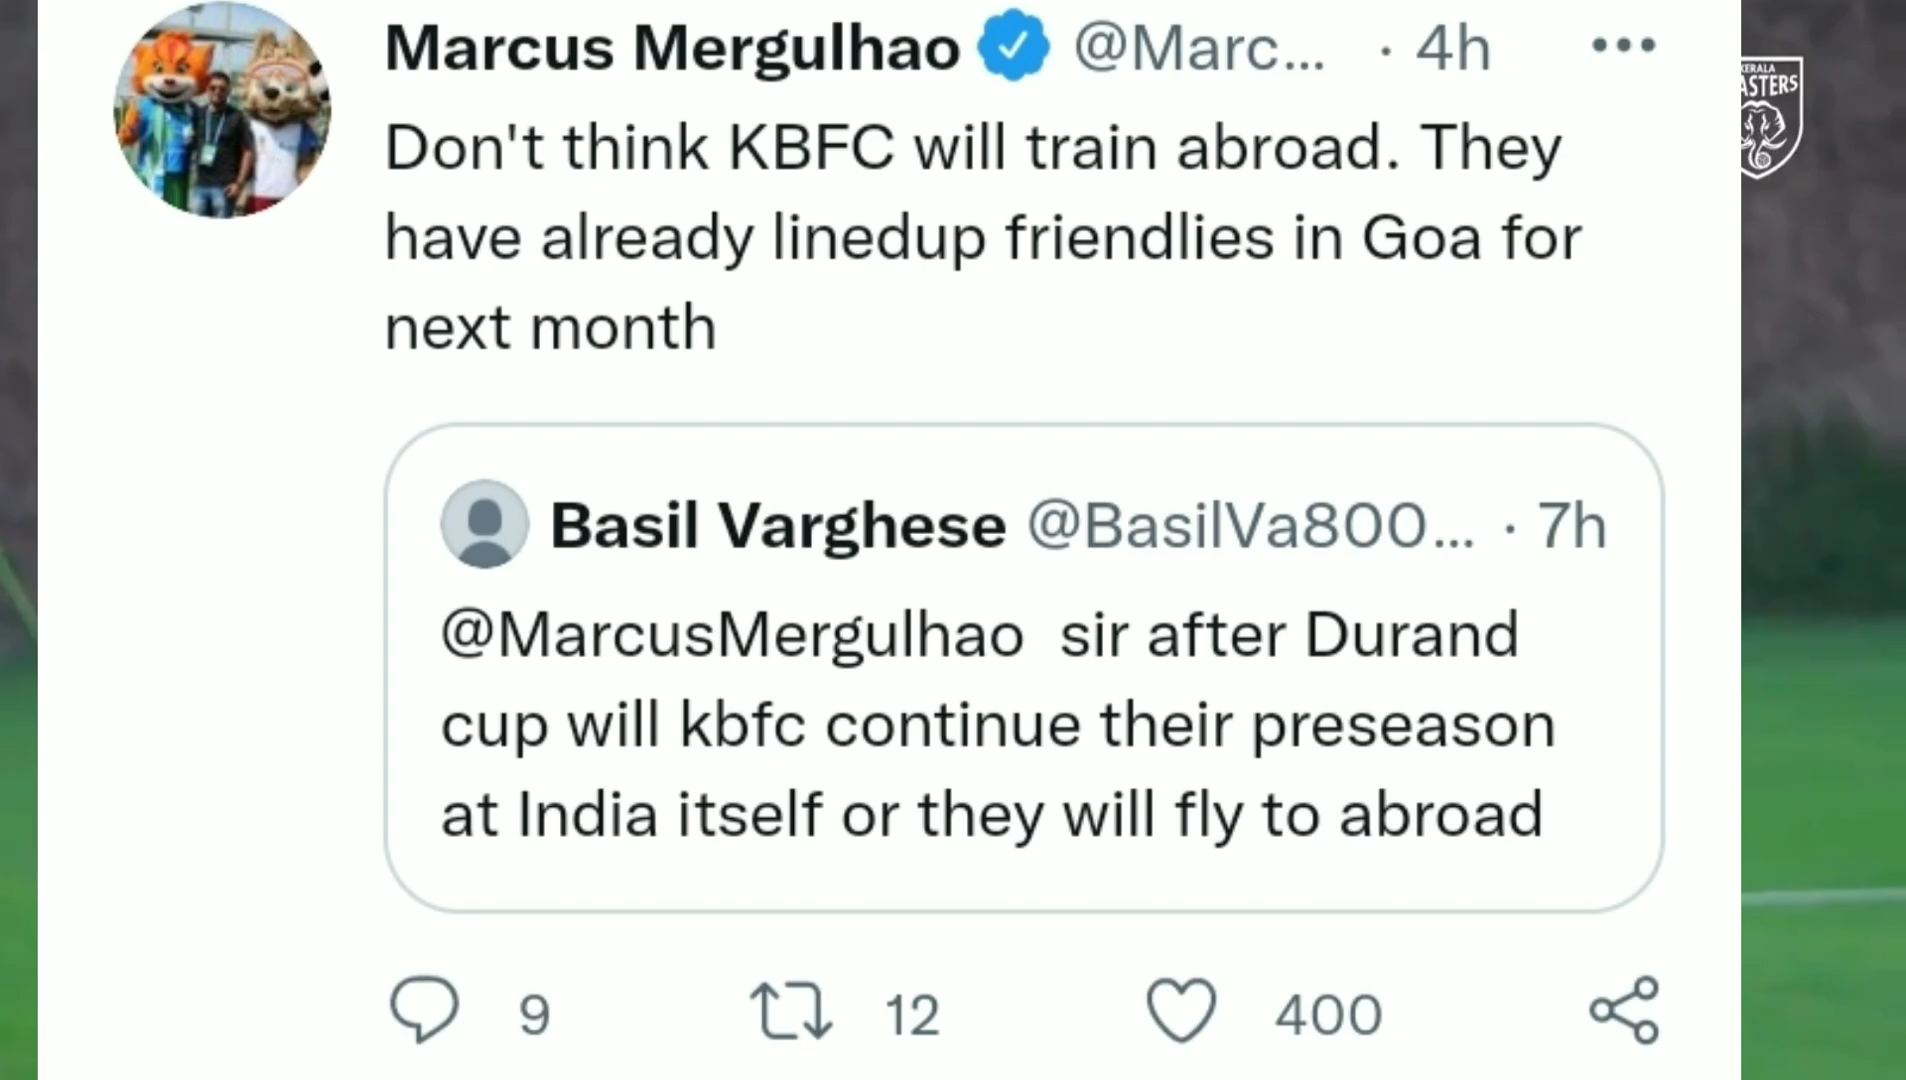 Marcus Mergulhao @Marc... · 4h
Don't think KBFC will train abroad. They
have already linedup friendlies in Goa for
next month
Basil Varghese @BasilVa800... · 7h
@MarcusMergulhao sir after Durand
cup will kbfc continue their preseason
at India itself or they will fly to abroad
9 12 400
KERALA
ASTERS